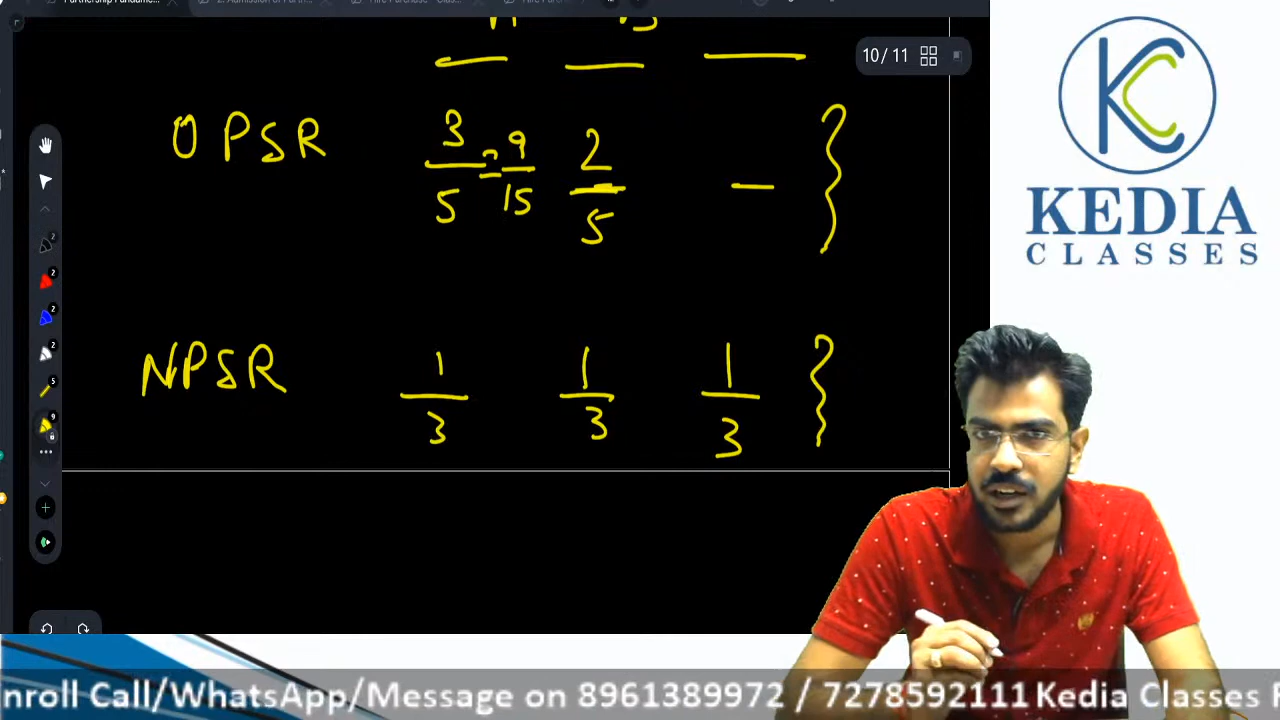 10/11
OPSR 3/5 = 9/15 2/5 — }
NPSR 1/3 1/3 1/3 }
KEDIA
CLASSES
nroll Call/WhatsApp/Message on 8961389972 / 7278592111 Kedia Classes